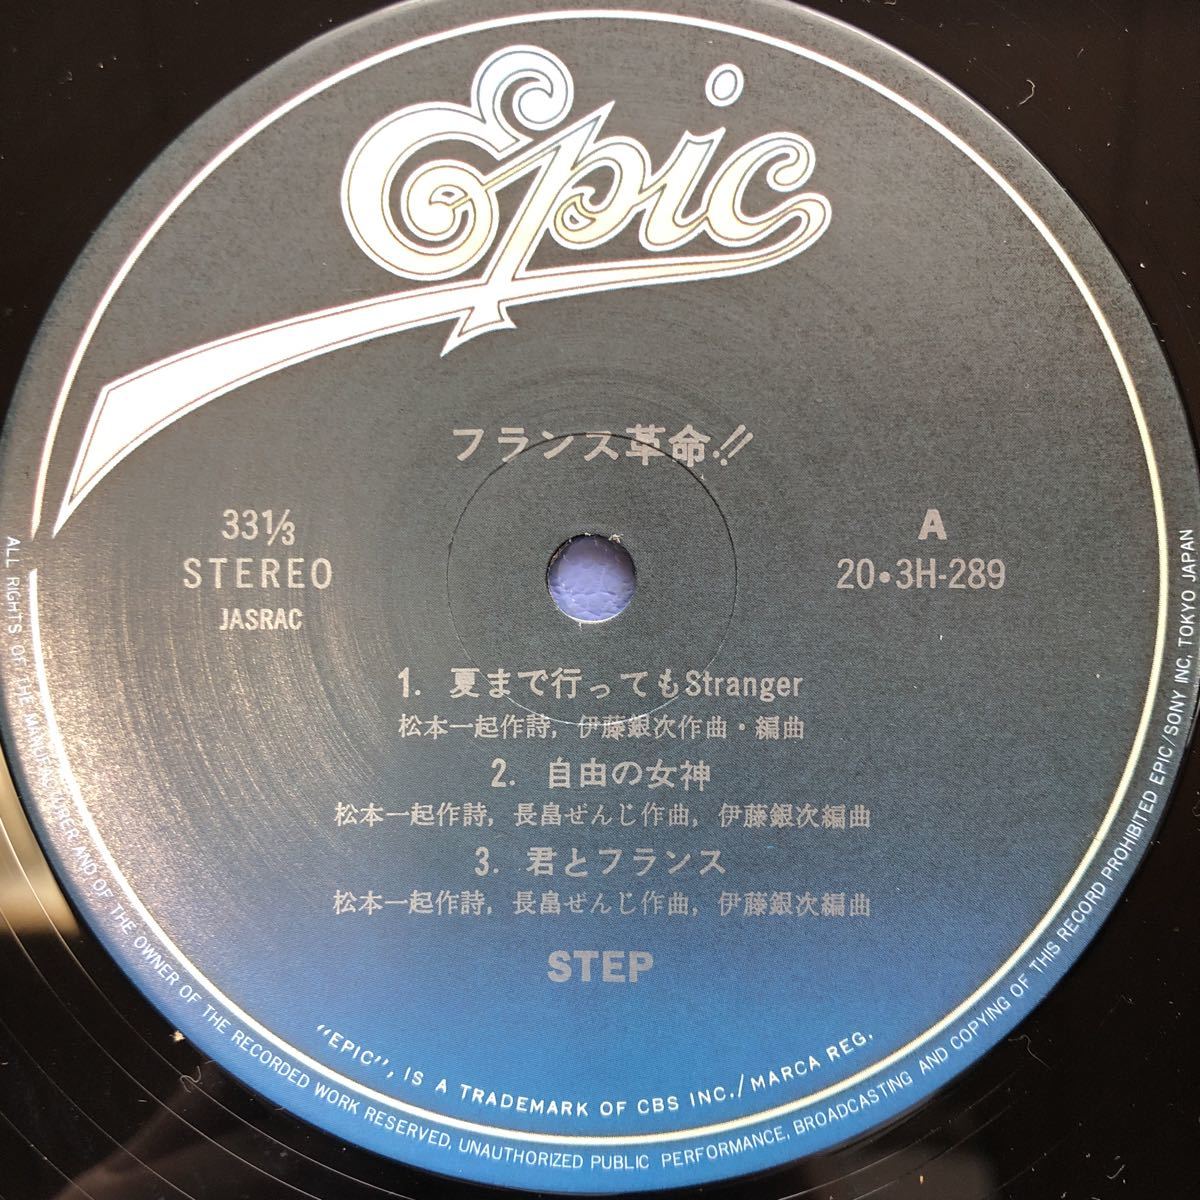 Epic
フランス革命!!
33⅓
STEREO
JASRAC
A
20•3H-289
1. 夏まで行ってもStranger
松本一起作詩, 伊藤銀次作曲・編曲
2. 自由の女神
松本一起作詩, 長畠ぜんじ作曲, 伊藤銀次編曲
3. 君とフランス
松本一起作詩, 長畠ぜんじ作曲, 伊藤銀次編曲
STEP
"EPIC", IS A TRADEMARK OF CBS INC./MARCA REG.
ALL RIGHTS OF THE MANUFACTURER AND OF THE OWNER OF THE RECORDED WORK RESERVED, UNAUTHORIZED PUBLIC PERFORMANCE, BROADCASTING AND COPYING OF THIS RECORD PROHIBITED EPIC/SONY INC, TOKYO JAPAN